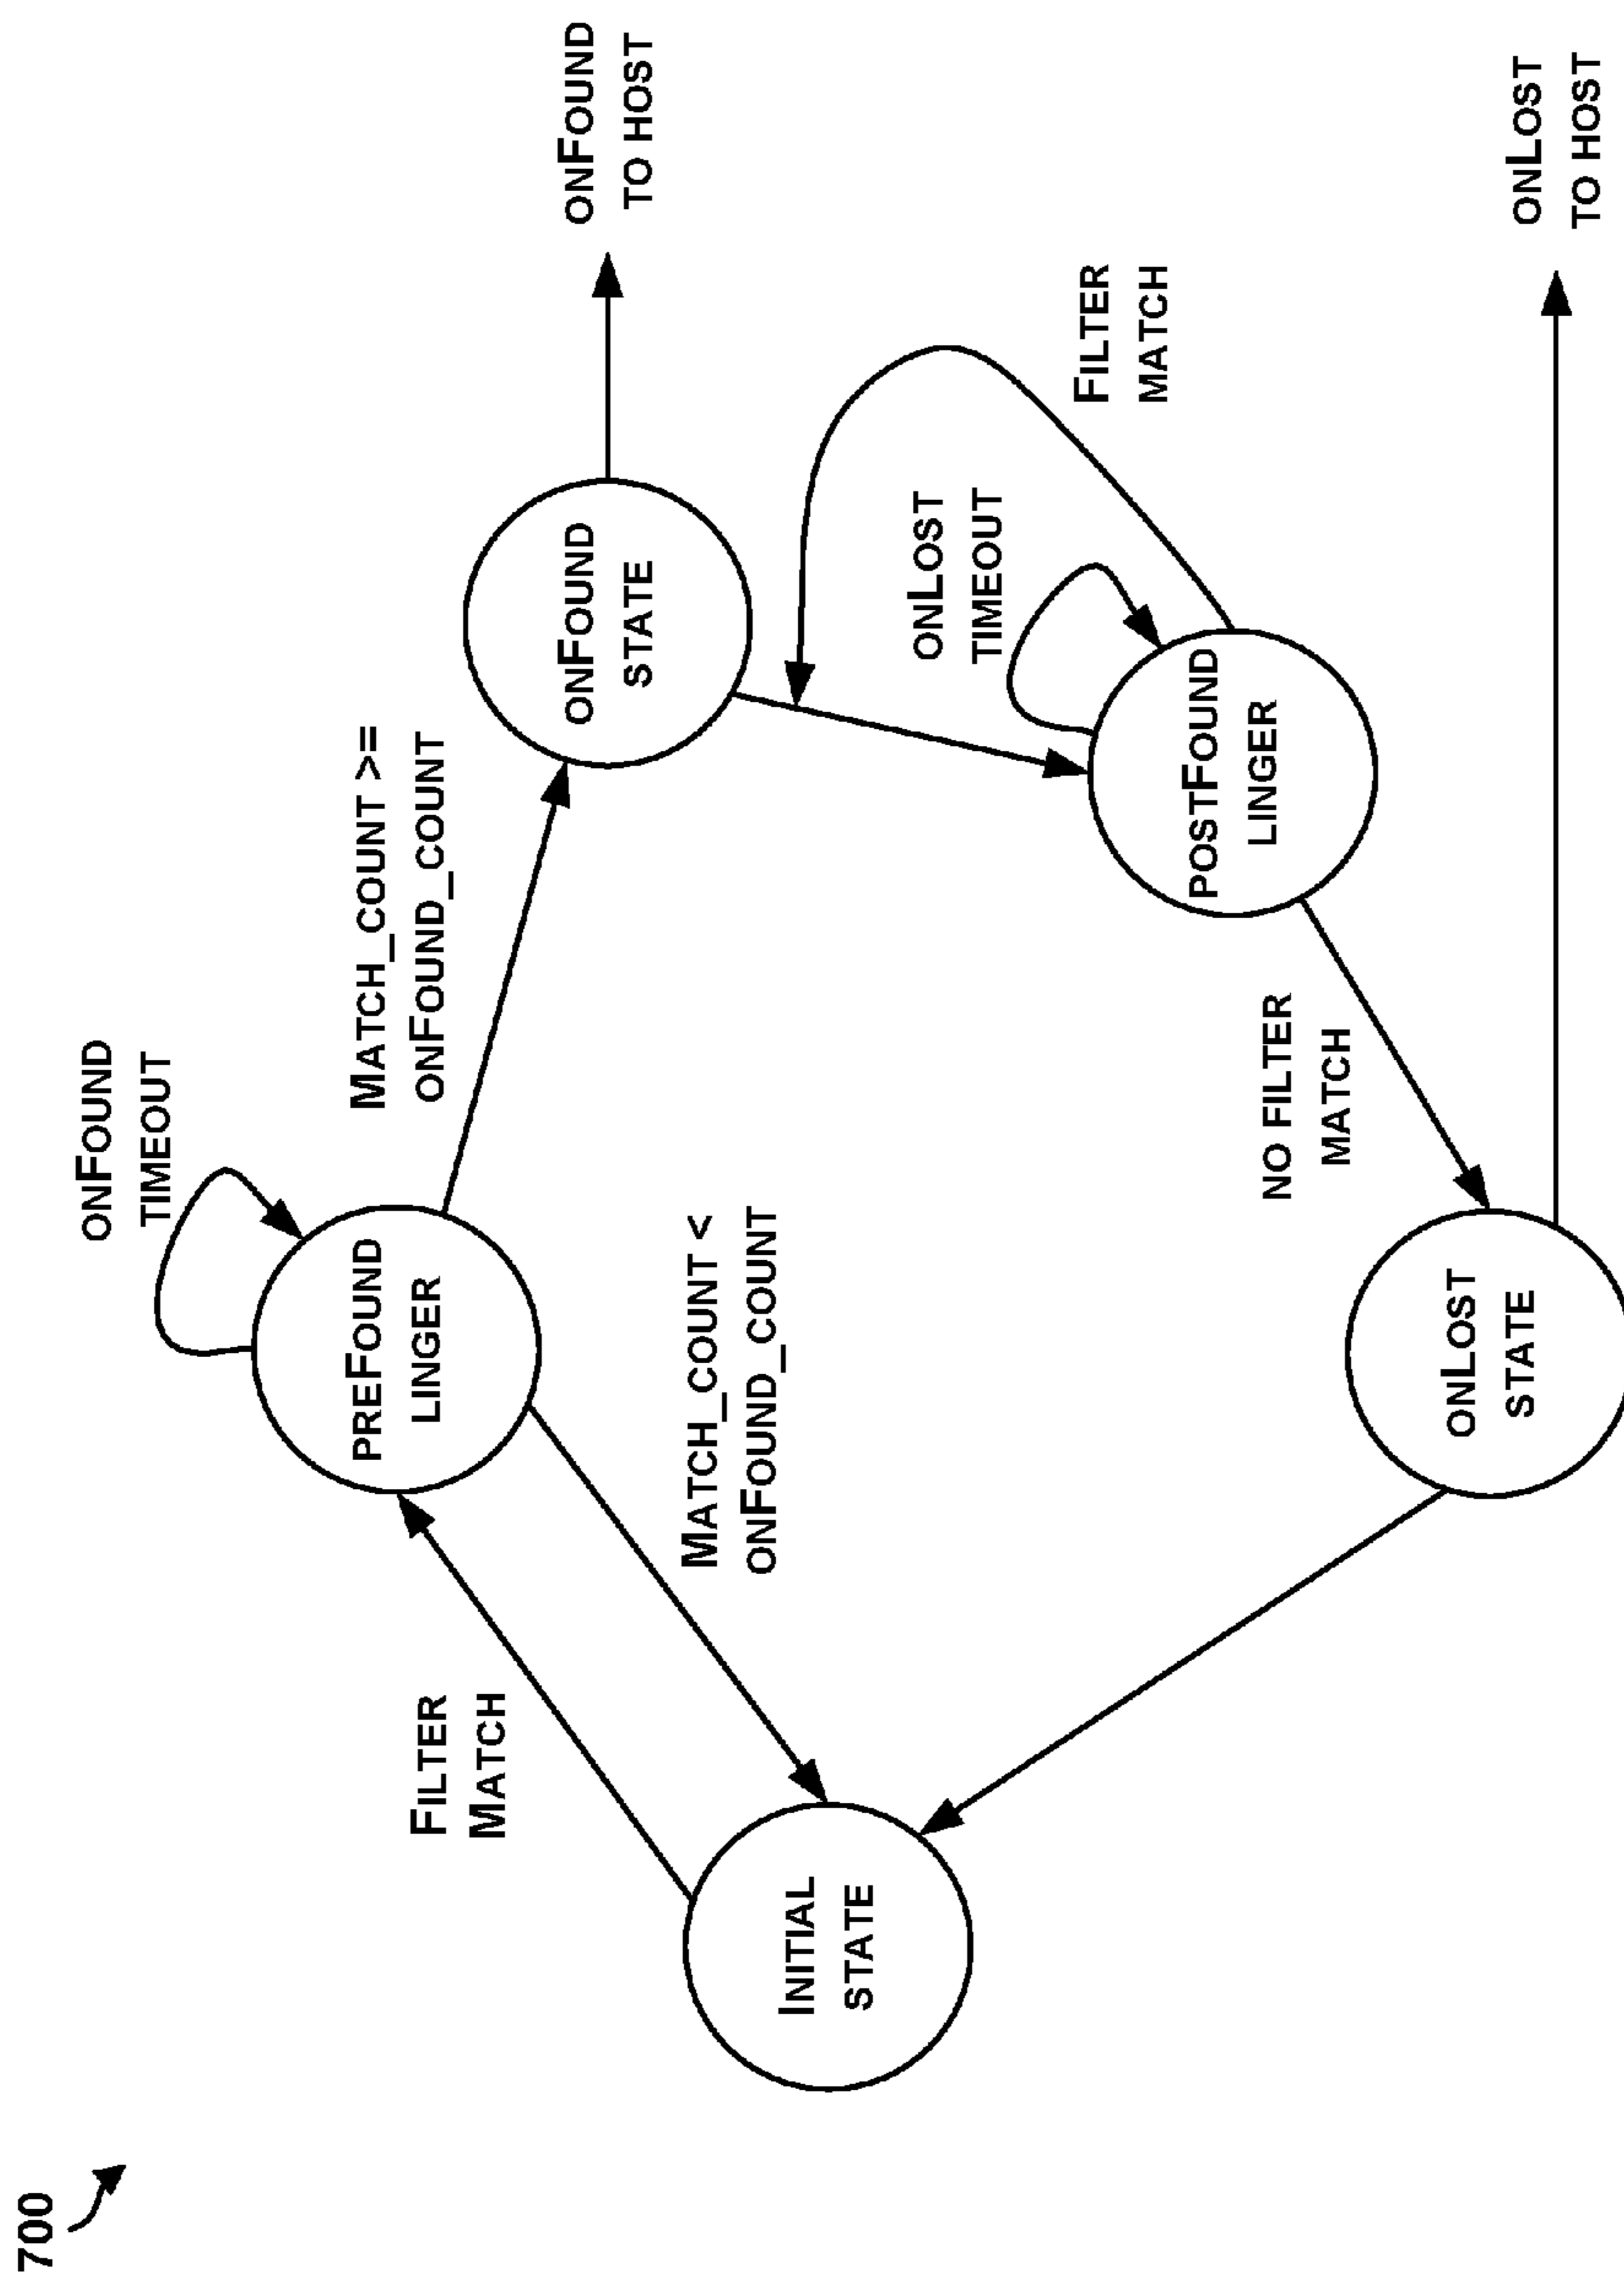 700
FILTER
MATCH
INITIAL
STATE
ONFOUND
TIMEOUT
PREFOUND
LINGER
MATCH_COUNT <
ONFOUND_COUNT
MATCH_COUNT >=
ONFOUND_COUNT
ONFOUND
STATE
ONFOUND
TO HOST
ONLOST
TIMEOUT
FILTER
MATCH
POSTFOUND
LINGER
NO FILTER
MATCH
ONLOST
STATE
ONLOST
TO HOST